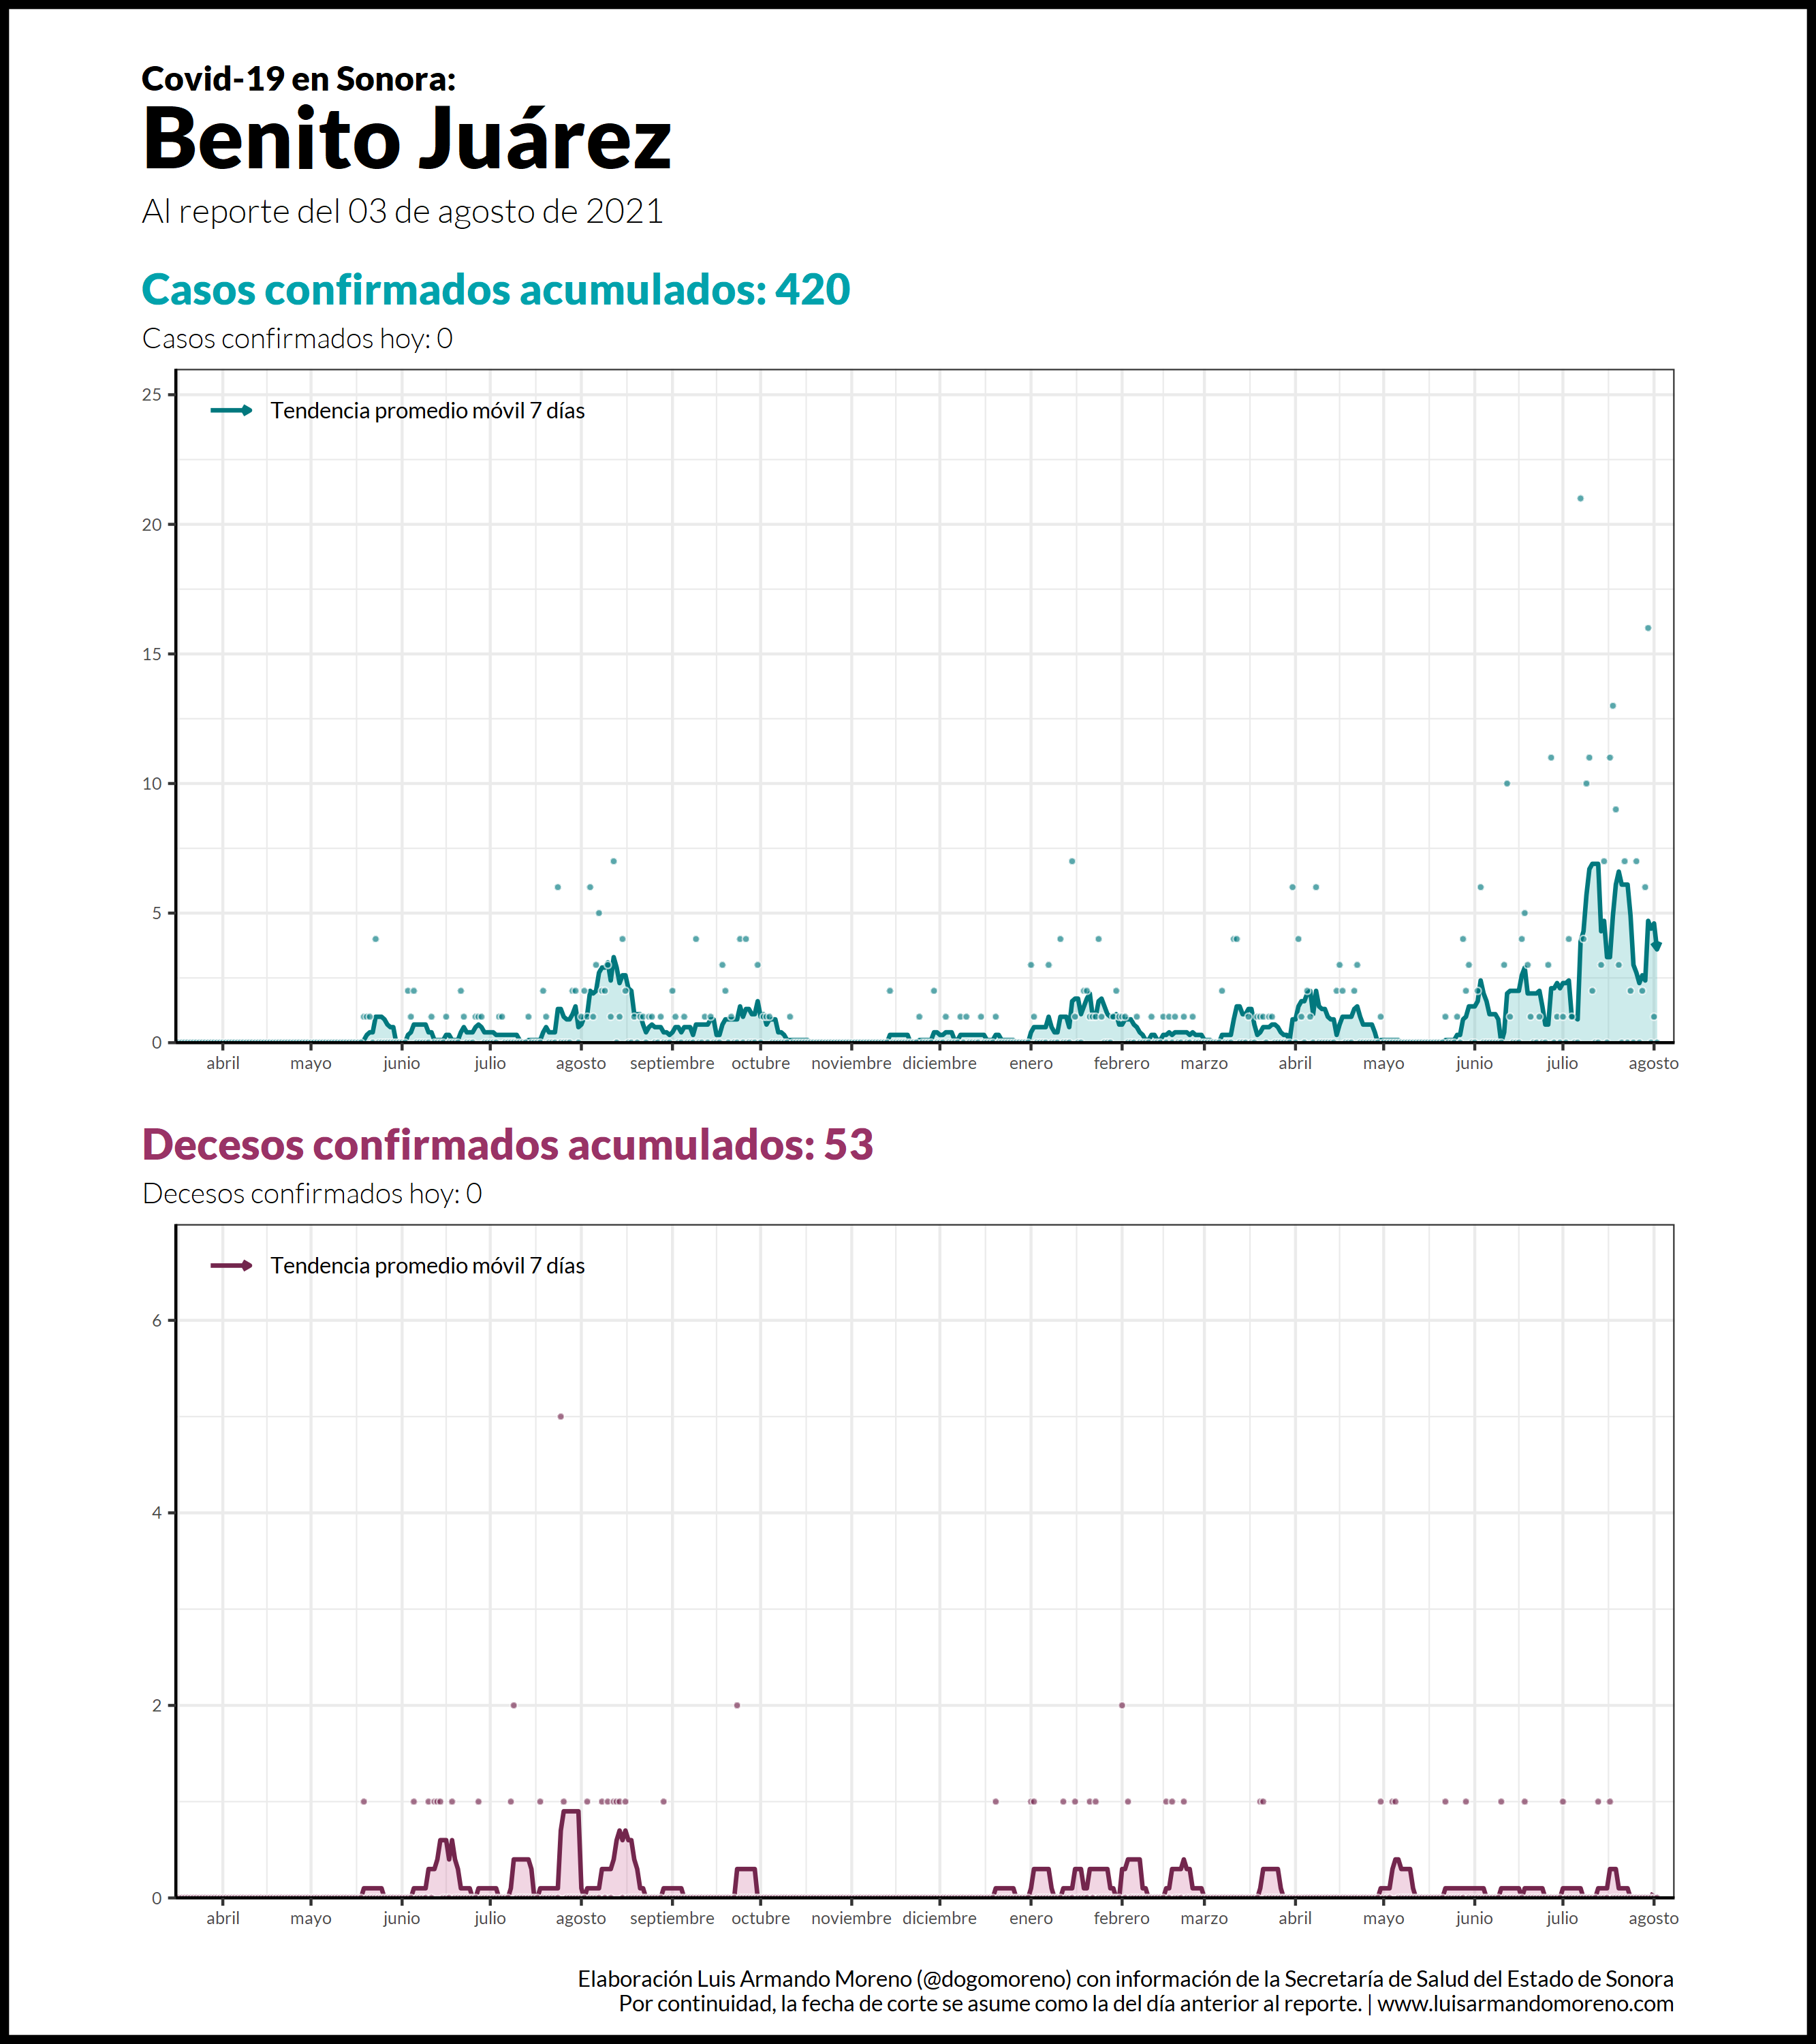 Covid-19 en Sonora:
Benito Juárez
Al reporte del 03 de agosto de 2021
Casos confirmados acumulados: 420
Casos confirmados hoy: 0
25
Tendencia promedio móvil 7 días
20
15
10
5
0
abril mayo junio julio agosto septiembre octubre noviembre diciembre enero febrero marzo abril mayo junio julio agosto
Decesos confirmados acumulados: 53
Decesos confirmados hoy: 0
Tendencia promedio móvil 7 días
6
4
2
0
abril mayo junio julio agosto septiembre octubre noviembre diciembre enero febrero marzo abril mayo junio julio agosto
Elaboración Luis Armando Moreno (@dogomoreno) con información de la Secretaría de Salud del Estado de Sonora
Por continuidad, la fecha de corte se asume como la del día anterior al reporte. | www.luisarmandomoreno.com